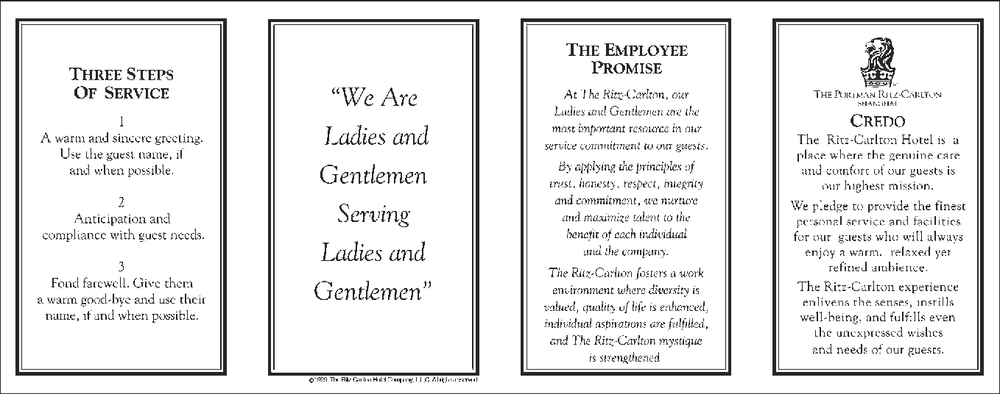 THREE STEPS
OF SERVICE
1
A warm and sincere greeting.
Use the guest name, if
and when possible.
2
Anticipation and
compliance with guest needs.
3
Fond farewell. Give them
a warm good-bye and use their
name, if and when possible.
“We Are
Ladies and
Gentlemen
Serving
Ladies and
Gentlemen”
©1999 The Ritz Carlton Hotel Company, L.L.C. All rights reserved
THE EMPLOYEE
PROMISE
At The Ritz-Carlton, our
Ladies and Gentlemen are the
most important resource in our
service commitment to our guests.
By applying the principles of
trust, honesty, respect, integrity
and commitment, we nurture
and maximize talent to the
benefit of each individual
and the company.
The Ritz-Carlton fosters a work
environment where diversity is
valued, quality of life is enhanced,
individual aspirations are fulfilled,
and The Ritz-Carlton mystique
is strengthened
THE PORTMAN RITZ-CARLTON
SHANGHAI
CREDO
The Ritz-Carlton Hotel is a
place where the genuine care
and comfort of our guests is
our highest mission.
We pledge to provide the finest
personal service and facilities
for our guests who will always
enjoy a warm, relaxed yet
refined ambience.
The Ritz-Carlton experience
enlivens the senses, instills
well-being, and fulfills even
the unexpressed wishes
and needs of our guests.